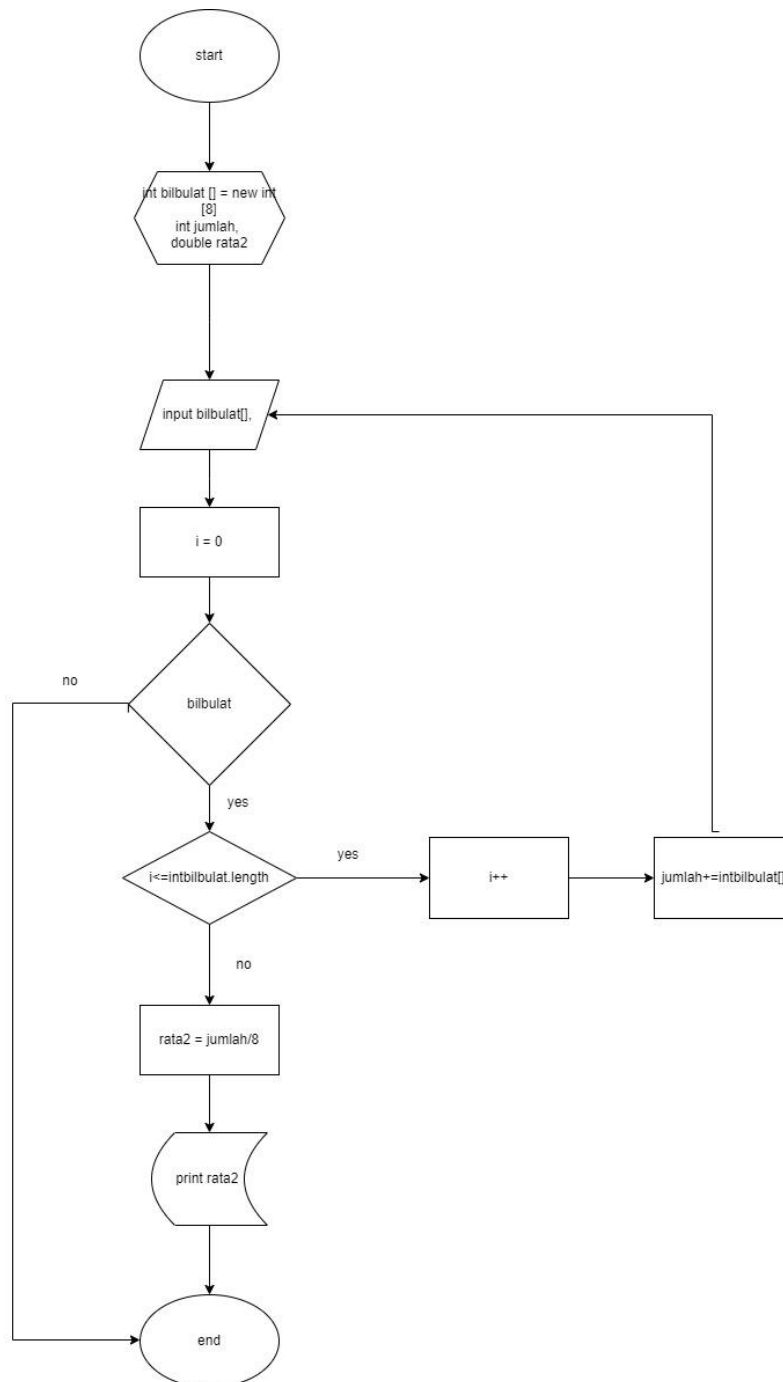 start
int bilbulat [] = new int
[8]
int jumlah,
double rata2
input bilbulat[],
i = 0
no
bilbulat
yes
i<=intbilbulat.length
yes
i++
jumlah+=intbilbulat[]
no
rata2 = jumlah/8
print rata2
end